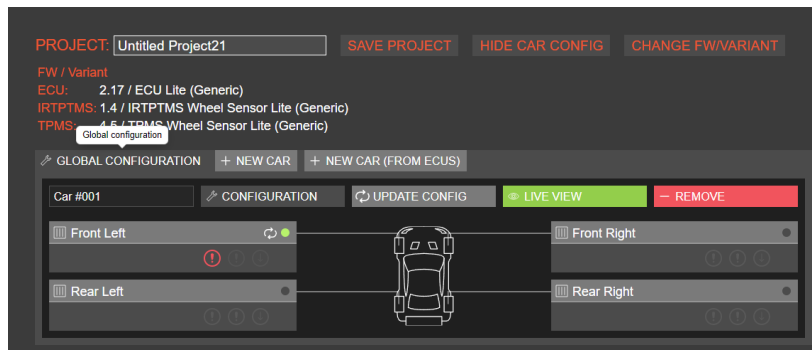 PROJECT: Untitled Project21 SAVE PROJECT HIDE CAR CONFIG CHANGE FW/VARIANT
FW / Variant
ECU: 2.17 / ECU Lite (Generic)
IRTPTMS: 1.4 / IRTPTMS Wheel Sensor Lite (Generic)
TPMS: 4.5 / TPMS Wheel Sensor Lite (Generic)
Global configuration
GLOBAL CONFIGURATION + NEW CAR + NEW CAR (FROM ECUS)
Car #001 CONFIGURATION UPDATE CONFIG LIVE VIEW REMOVE
Front Left Front Right
Rear Left Rear Right